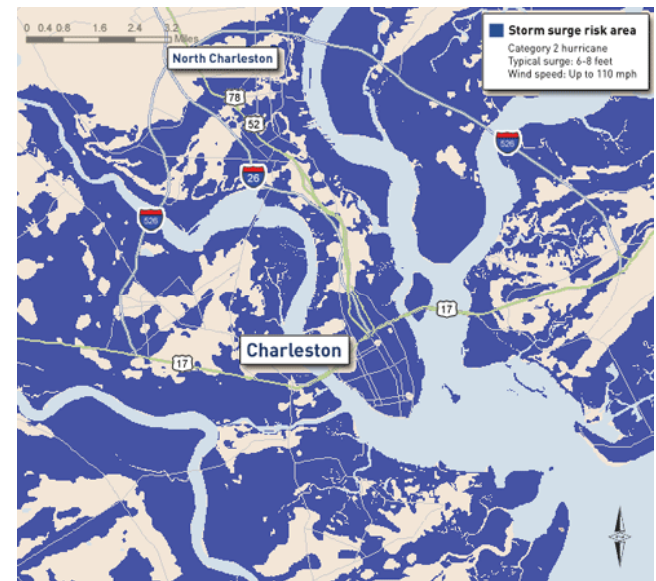 0 0.4 0.8 1.6 2.4 3.2
Miles
Storm surge risk area
Category 2 hurricane
Typical surge: 6-8 feet
Wind speed: Up to 110 mph
North Charleston
78
52
526
26
526
17
Charleston
17